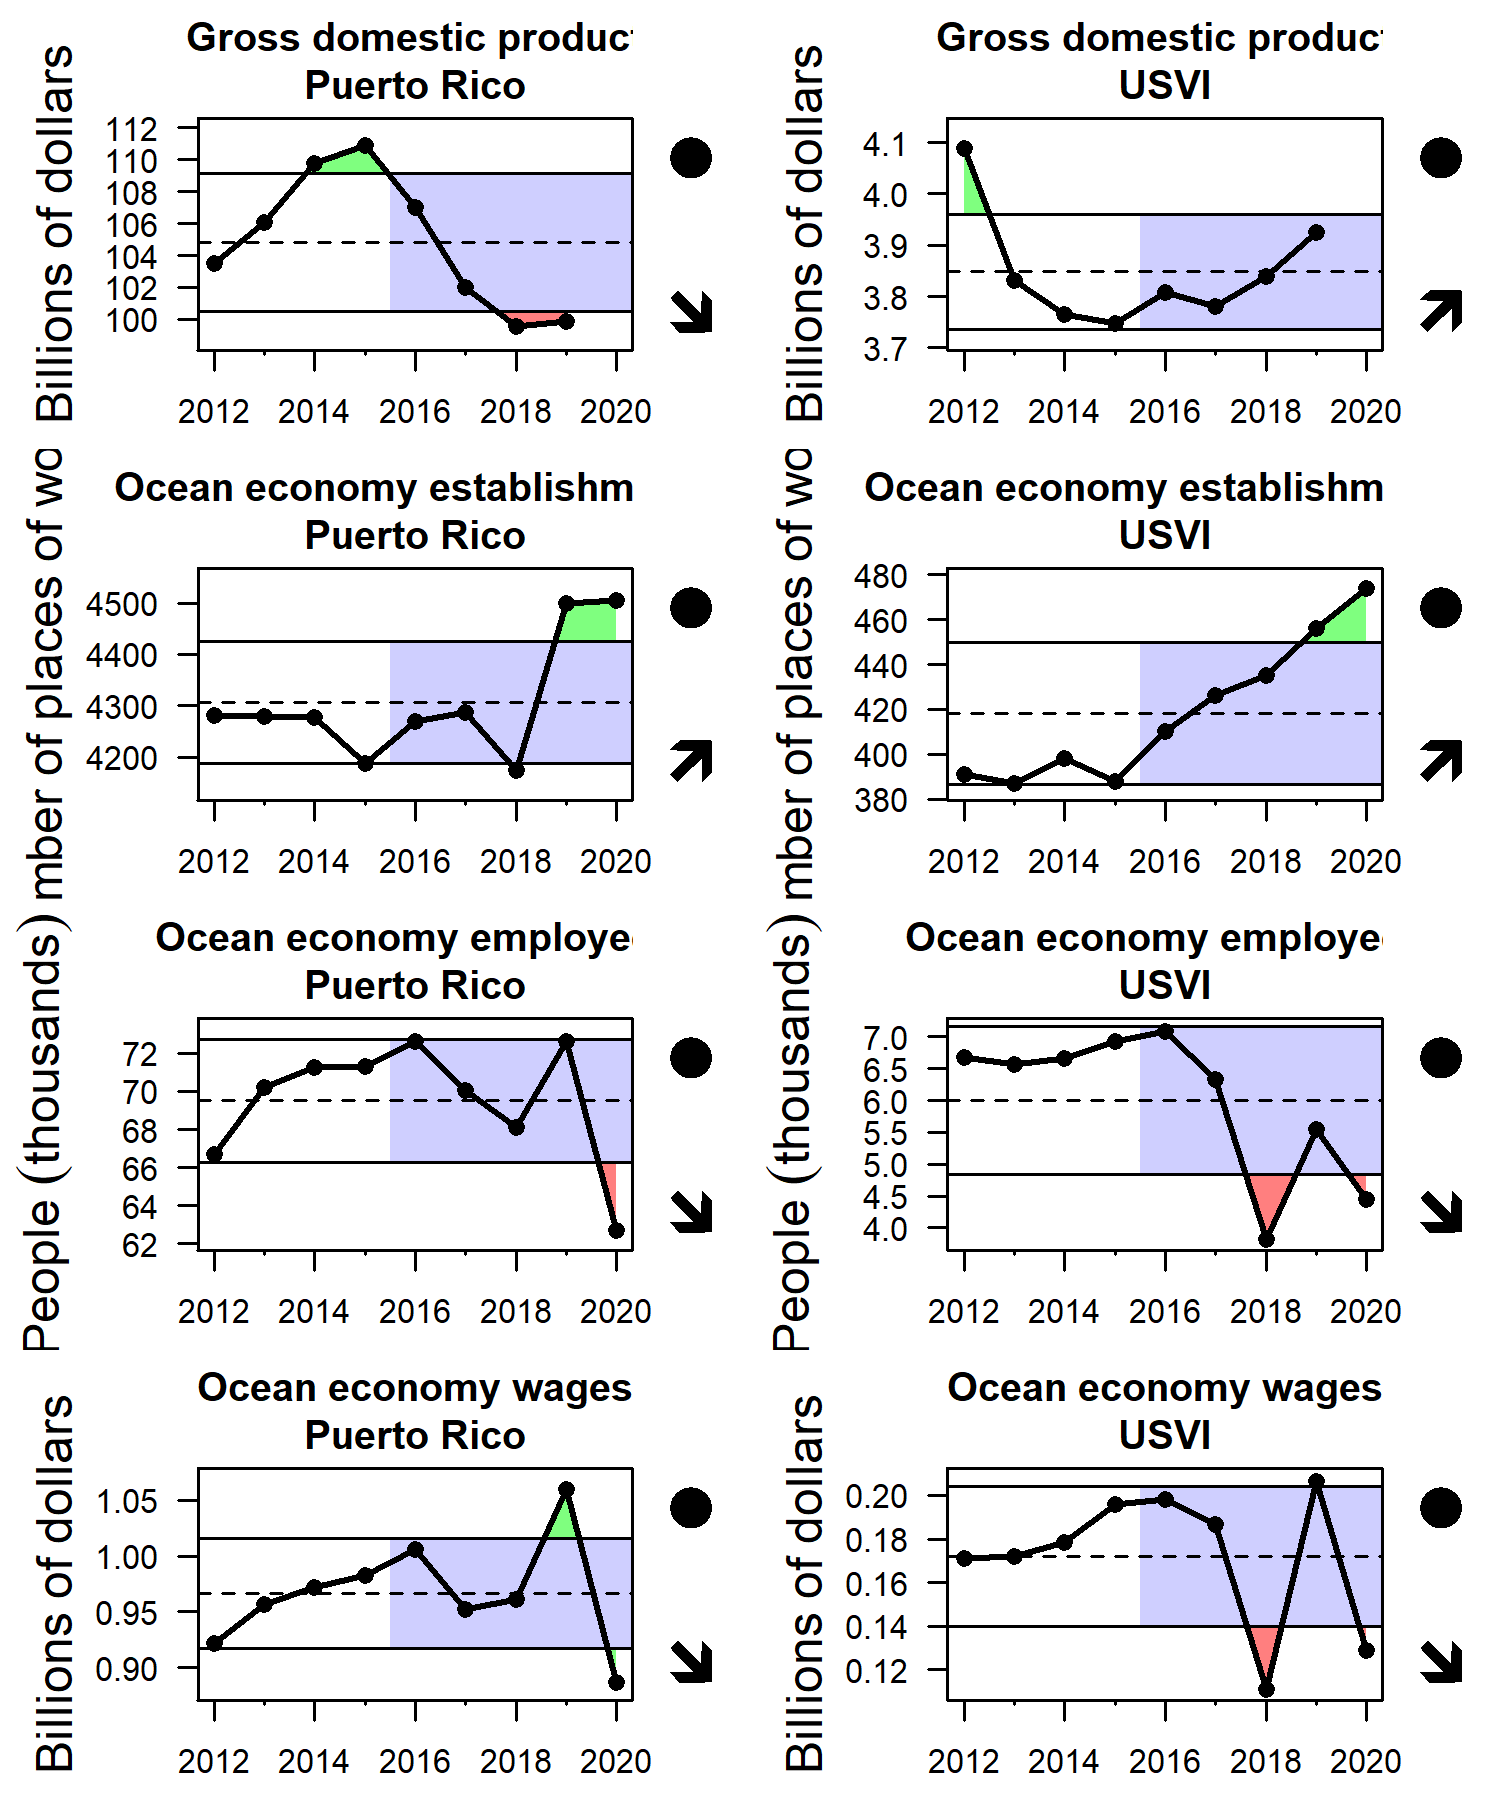 Gross domestic produc
Puerto Rico
Billions of dollars
112
110
108
106
104
102
100
2012 2014 2016 2018 2020
Gross domestic produc
USVI
Billions of dollars
4.1
4.0
3.9
3.8
3.7
2012 2014 2016 2018 2020
Ocean economy establishm
Puerto Rico
mber of places of wo
4500
4400
4300
4200
2012 2014 2016 2018 2020
Ocean economy establishm
USVI
mber of places of wo
480
460
440
420
400
380
2012 2014 2016 2018 2020
Ocean economy employe
Puerto Rico
People (thousands)
72
70
68
66
64
62
2012 2014 2016 2018 2020
Ocean economy employe
USVI
People (thousands)
7.0
6.5
6.0
5.5
5.0
4.5
4.0
2012 2014 2016 2018 2020
Ocean economy wages
Puerto Rico
Billions of dollars
1.05
1.00
0.95
0.90
2012 2014 2016 2018 2020
Ocean economy wages
USVI
Billions of dollars
0.20
0.18
0.16
0.14
0.12
2012 2014 2016 2018 2020